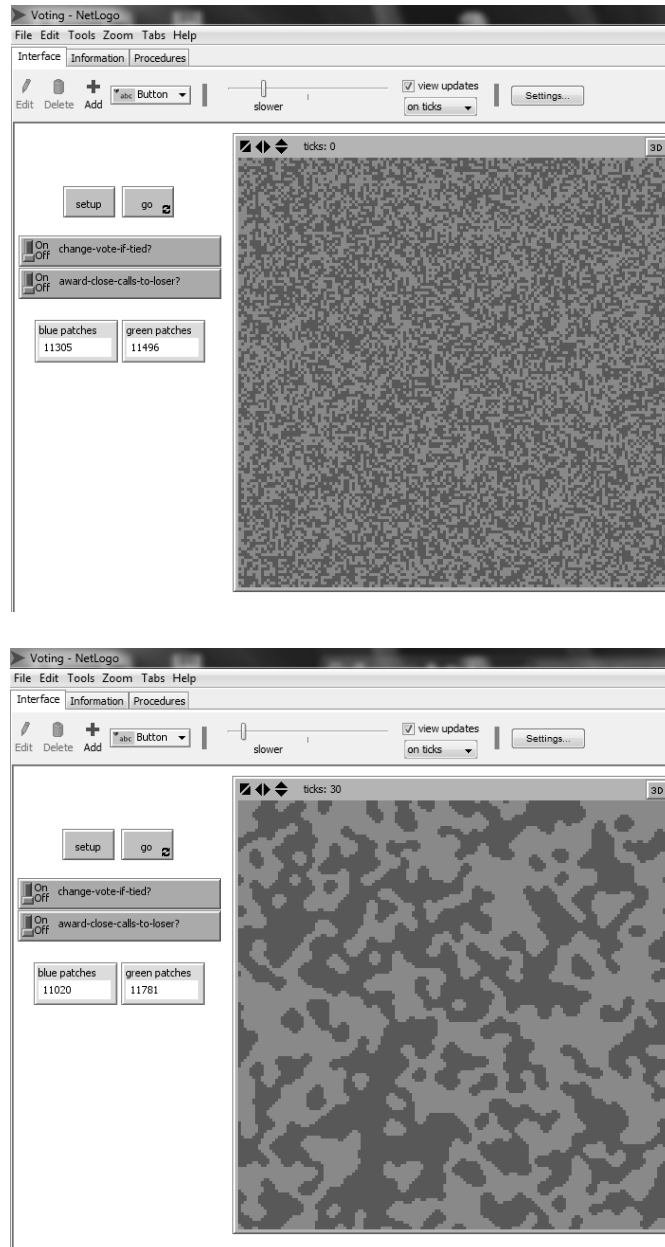 Voting - NetLogo
File Edit Tools Zoom Tabs Help
Interface Information Procedures
Edit Delete Add abc Button slower view updates on ticks Settings...
ticks: 0 3D
setup go
On Off change-vote-if-tied?
On Off award-close-calls-to-loser?
blue patches green patches
11305 11496
Voting - NetLogo
File Edit Tools Zoom Tabs Help
Interface Information Procedures
Edit Delete Add abc Button slower view updates on ticks Settings...
ticks: 30 3D
setup go
On Off change-vote-if-tied?
On Off award-close-calls-to-loser?
blue patches green patches
11020 11781